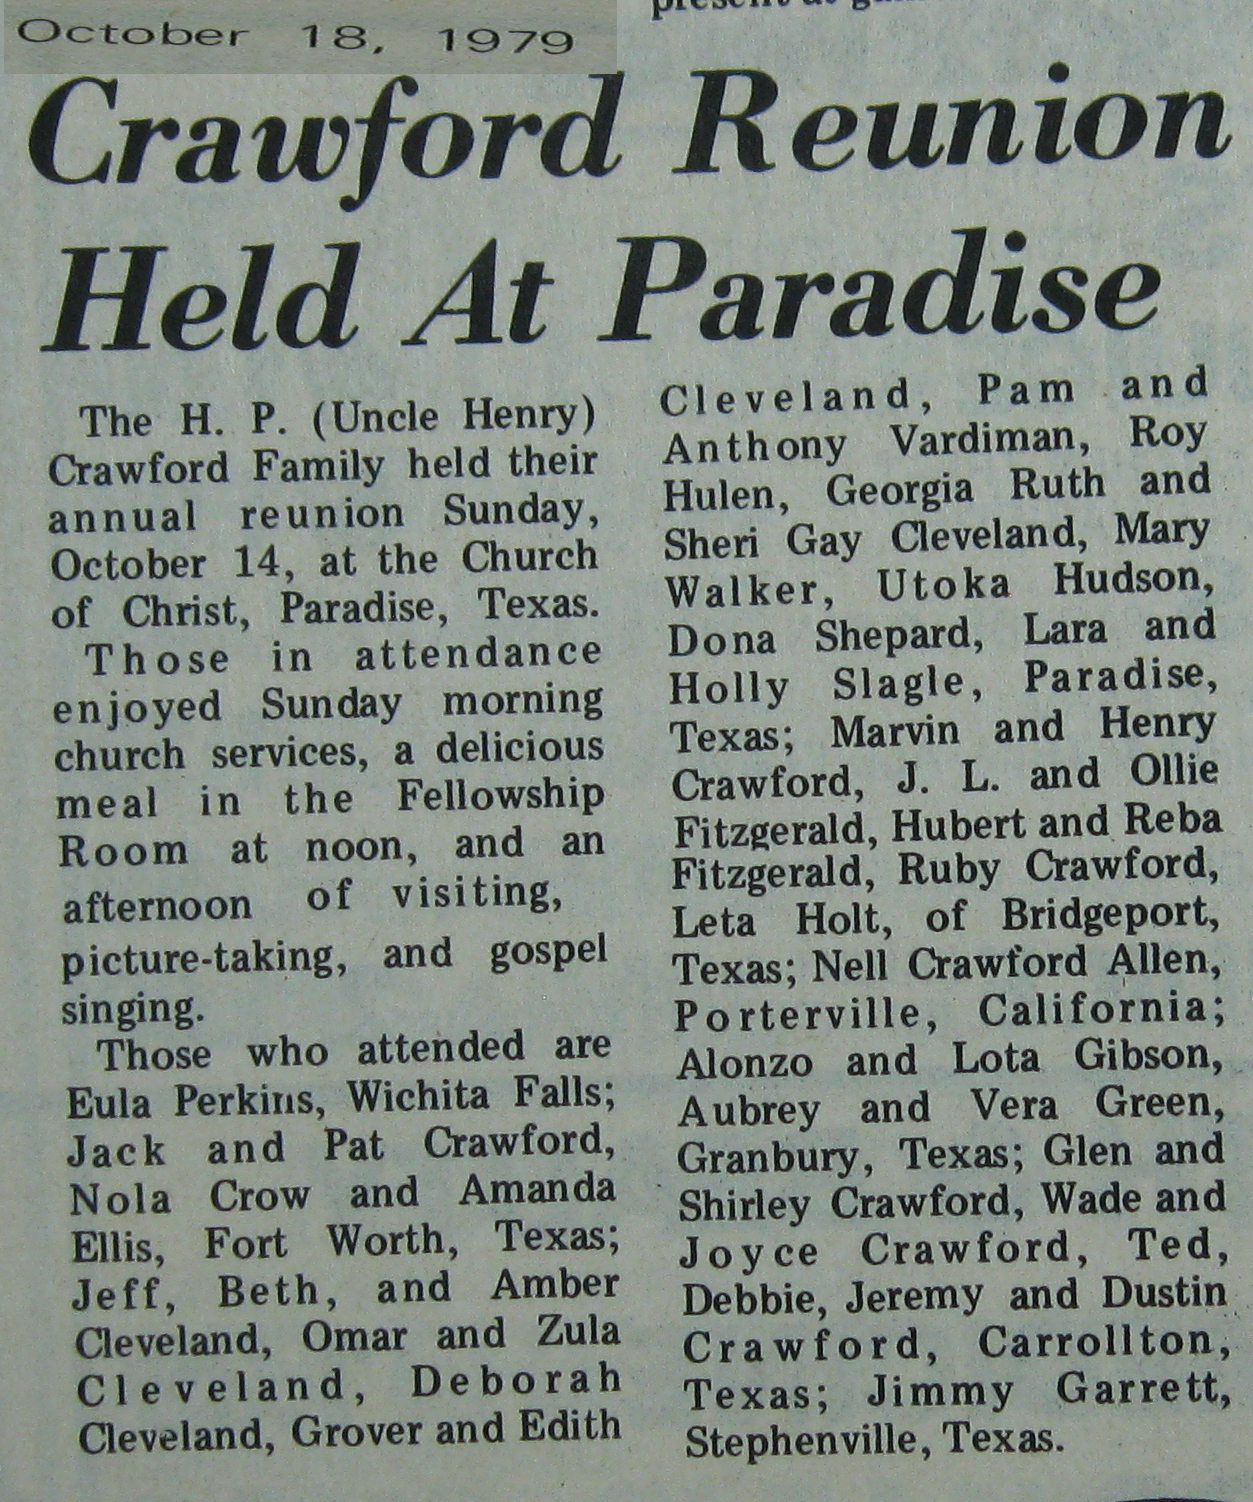 October 18, 1979
present at
Crawford Reunion
Held At Paradise
The H. P. (Uncle Henry)
Crawford Family held their
annual reunion Sunday,
October 14, at the Church
of Christ, Paradise, Texas.
Those in attendance
enjoyed Sunday morning
church services, a delicious
meal in the Fellowship
Room at noon, and an
afternoon of visiting,
picture-taking, and gospel
singing.
Those who attended are
Eula Perkins, Wichita Falls;
Jack and Pat Crawford,
Nola Crow and Amanda
Ellis, Fort Worth, Texas;
Jeff, Beth, and Amber
Cleveland, Omar and Zula
Cleveland, Deborah
Cleveland, Grover and Edith
Cleveland, Pam and
Anthony Vardiman, Roy
Hulen, Georgia Ruth and
Sheri Gay Cleveland, Mary
Walker, Utoka Hudson,
Dona Shepard, Lara and
Holly Slagle, Paradise,
Texas; Marvin and Henry
Crawford, J. L. and Ollie
Fitzgerald, Hubert and Reba
Fitzgerald, Ruby Crawford,
Leta Holt, of Bridgeport,
Texas; Nell Crawford Allen,
Porterville, California;
Alonzo and Lota Gibson,
Aubrey and Vera Green,
Granbury, Texas; Glen and
Shirley Crawford, Wade and
Joyce Crawford, Ted,
Debbie, Jeremy and Dustin
Crawford, Carrollton,
Texas; Jimmy Garrett,
Stephenville, Texas.